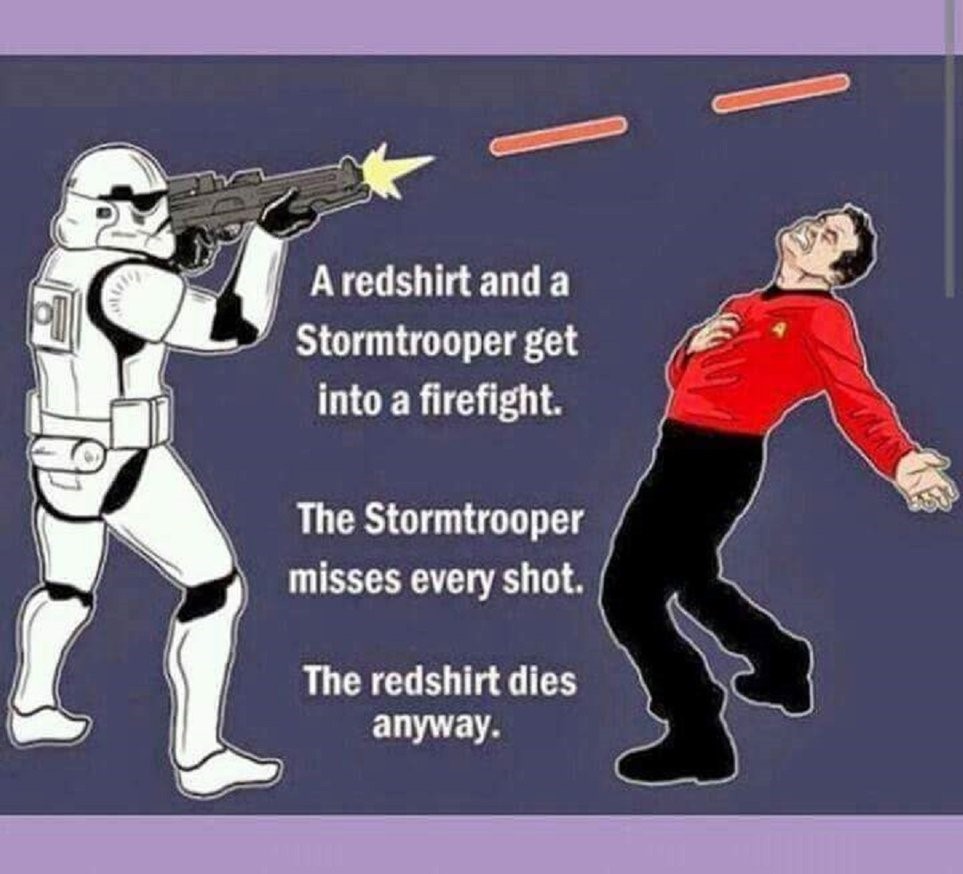 A redshirt and a
Stormtrooper get
into a firefight.
The Stormtrooper
misses every shot.
The redshirt dies
anyway.